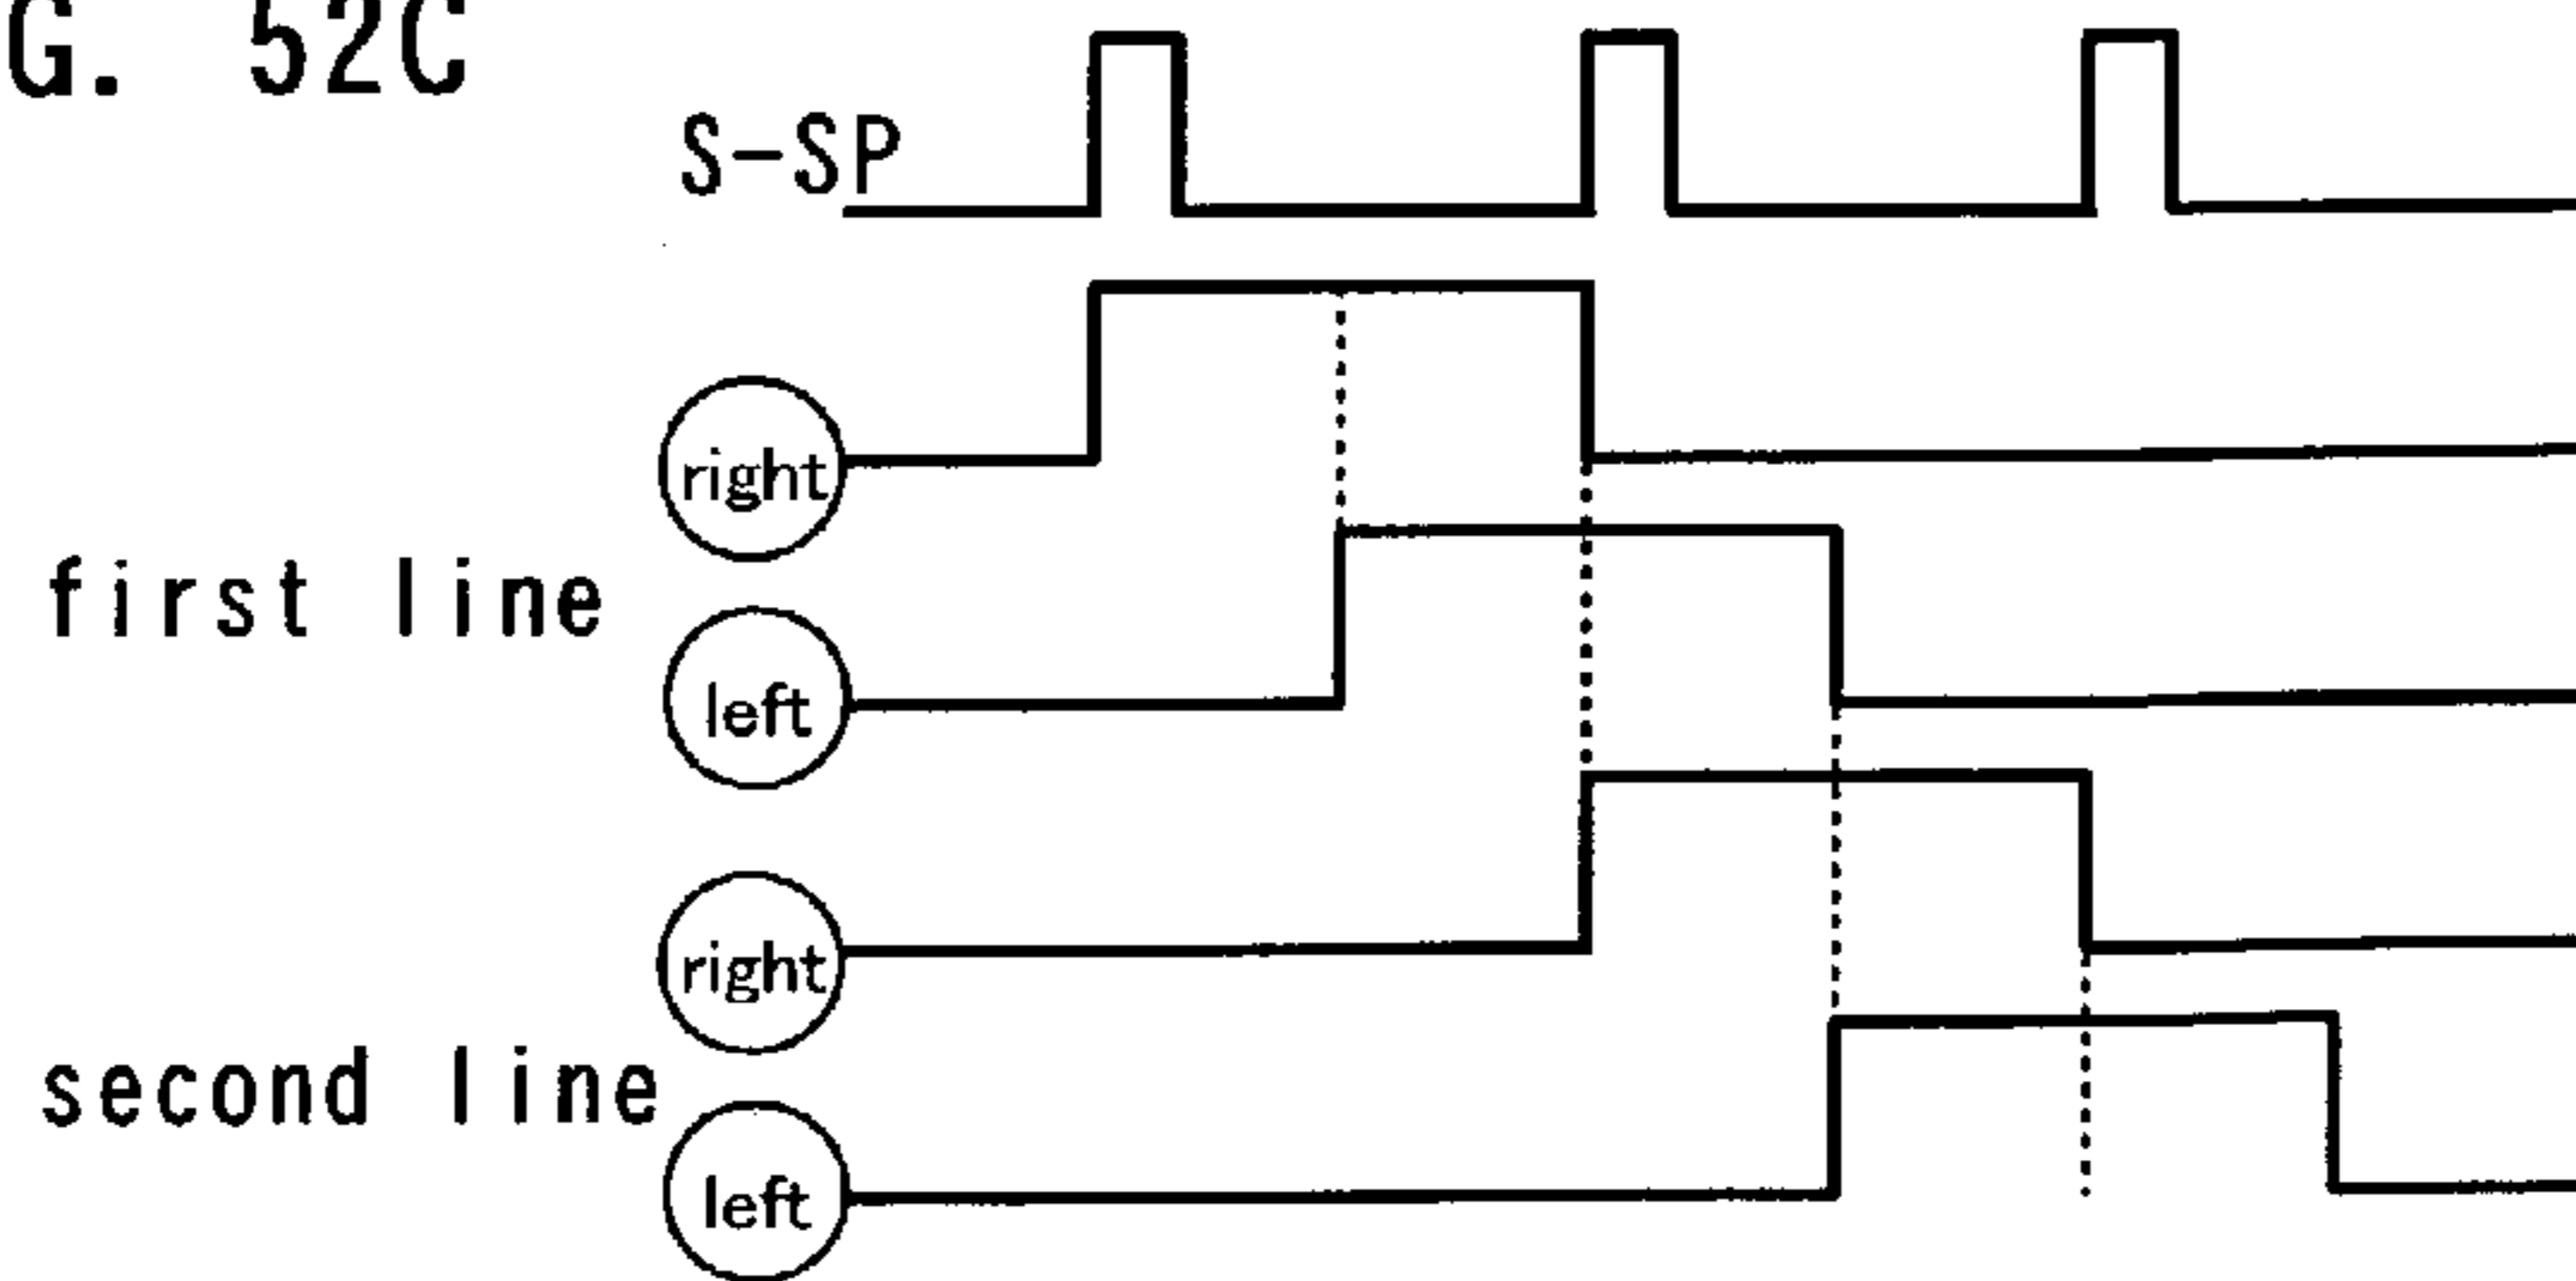 G. 52C
S-SP
right
first line
left
right
second line
left